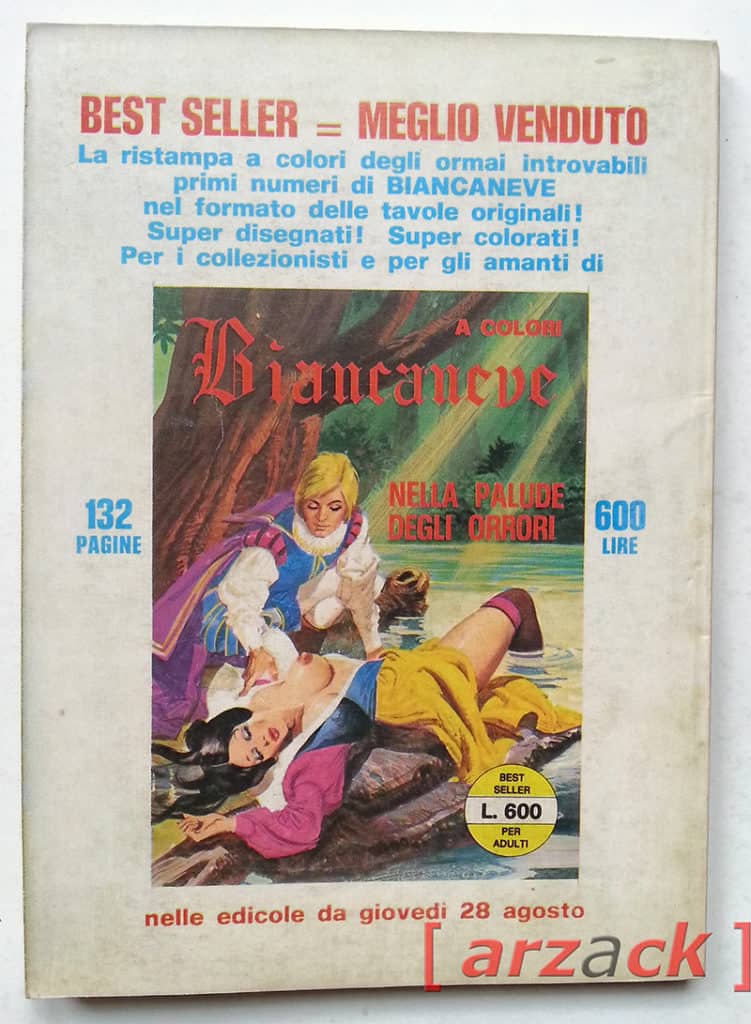 BEST SELLER = MEGLIO VENDUTO
La ristampa a colori degli ormai introvabili
primi numeri di BIANCANEVE
nel formato delle tavole originali!
Super disegnati! Super colorati!
Per i collezionisti e per gli amanti di
A COLORI
Biancaneve
NELLA PALUDE
DEGLI ORRORI
132
PAGINE
600
LIRE
BEST
SELLER
L. 600
PER
ADULTI
nelle edicole da giovedì 28 agosto
[ arzack ]